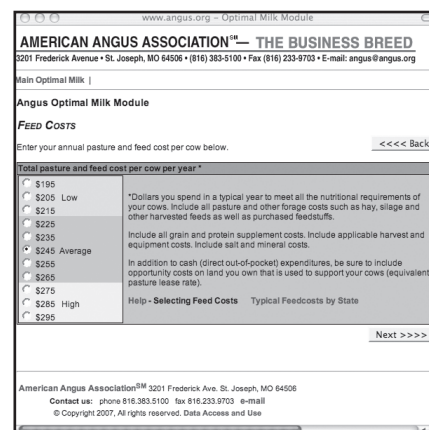 www.angus.org – Optimal Milk Module
AMERICAN ANGUS ASSOCIATION℠— THE BUSINESS BREED
3201 Frederick Avenue • St. Joseph, MO 64506 • (816) 383-5100 • Fax (816) 233-9703 • E-mail: angus@angus.org
Main Optimal Milk |
Angus Optimal Milk Module
FEED COSTS
Enter your annual pasture and feed cost per cow below.
<<<< Back
Total pasture and feed cost per cow per year *
$195
$205 Low
$215
$225
$235
$245 Average
$255
$265
$275
$285 High
$295
*Dollars you spend in a typical year to meet all the nutritional requirements of
your cows. Include all pasture and other forage costs such as hay, silage and
other harvested feeds as well as purchased feedstuffs.
Include all grain and protein supplement costs. Include applicable harvest and
equipment costs. Include salt and mineral costs.
In addition to cash (direct out-of-pocket) expenditures, be sure to include
opportunity costs on land you own that is used to support your cows (equivalent
pasture lease rate).
Help - Selecting Feed Costs Typical Feedcosts by State
Next >>>>
American Angus Association℠ 3201 Frederick Ave. St. Joseph, MO 64506
Contact us: phone 816.383.5100 fax 816.233.9703 e-mail
© Copyright 2007, All rights reserved. Data Access and Use